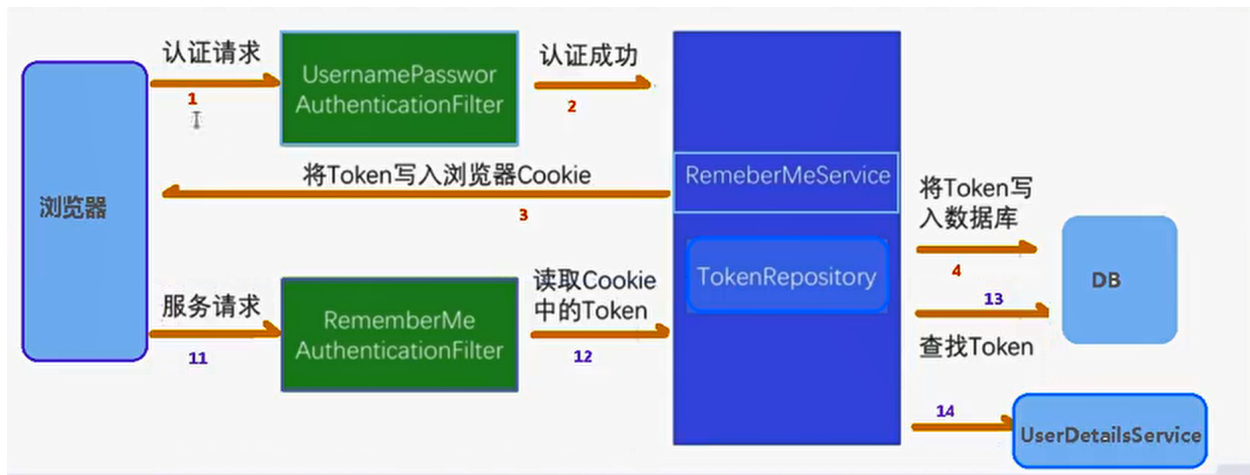 认证请求
1
UsernamePasswor
AuthenticationFilter
认证成功
2
浏览器
将Token写入浏览器Cookie
3
RemeberMeService
TokenRepository
将Token写
入数据库
4
DB
服务请求
11
RememberMe
AuthenticationFilter
读取Cookie
中的Token
12
13
查找Token
14
UserDetailsService